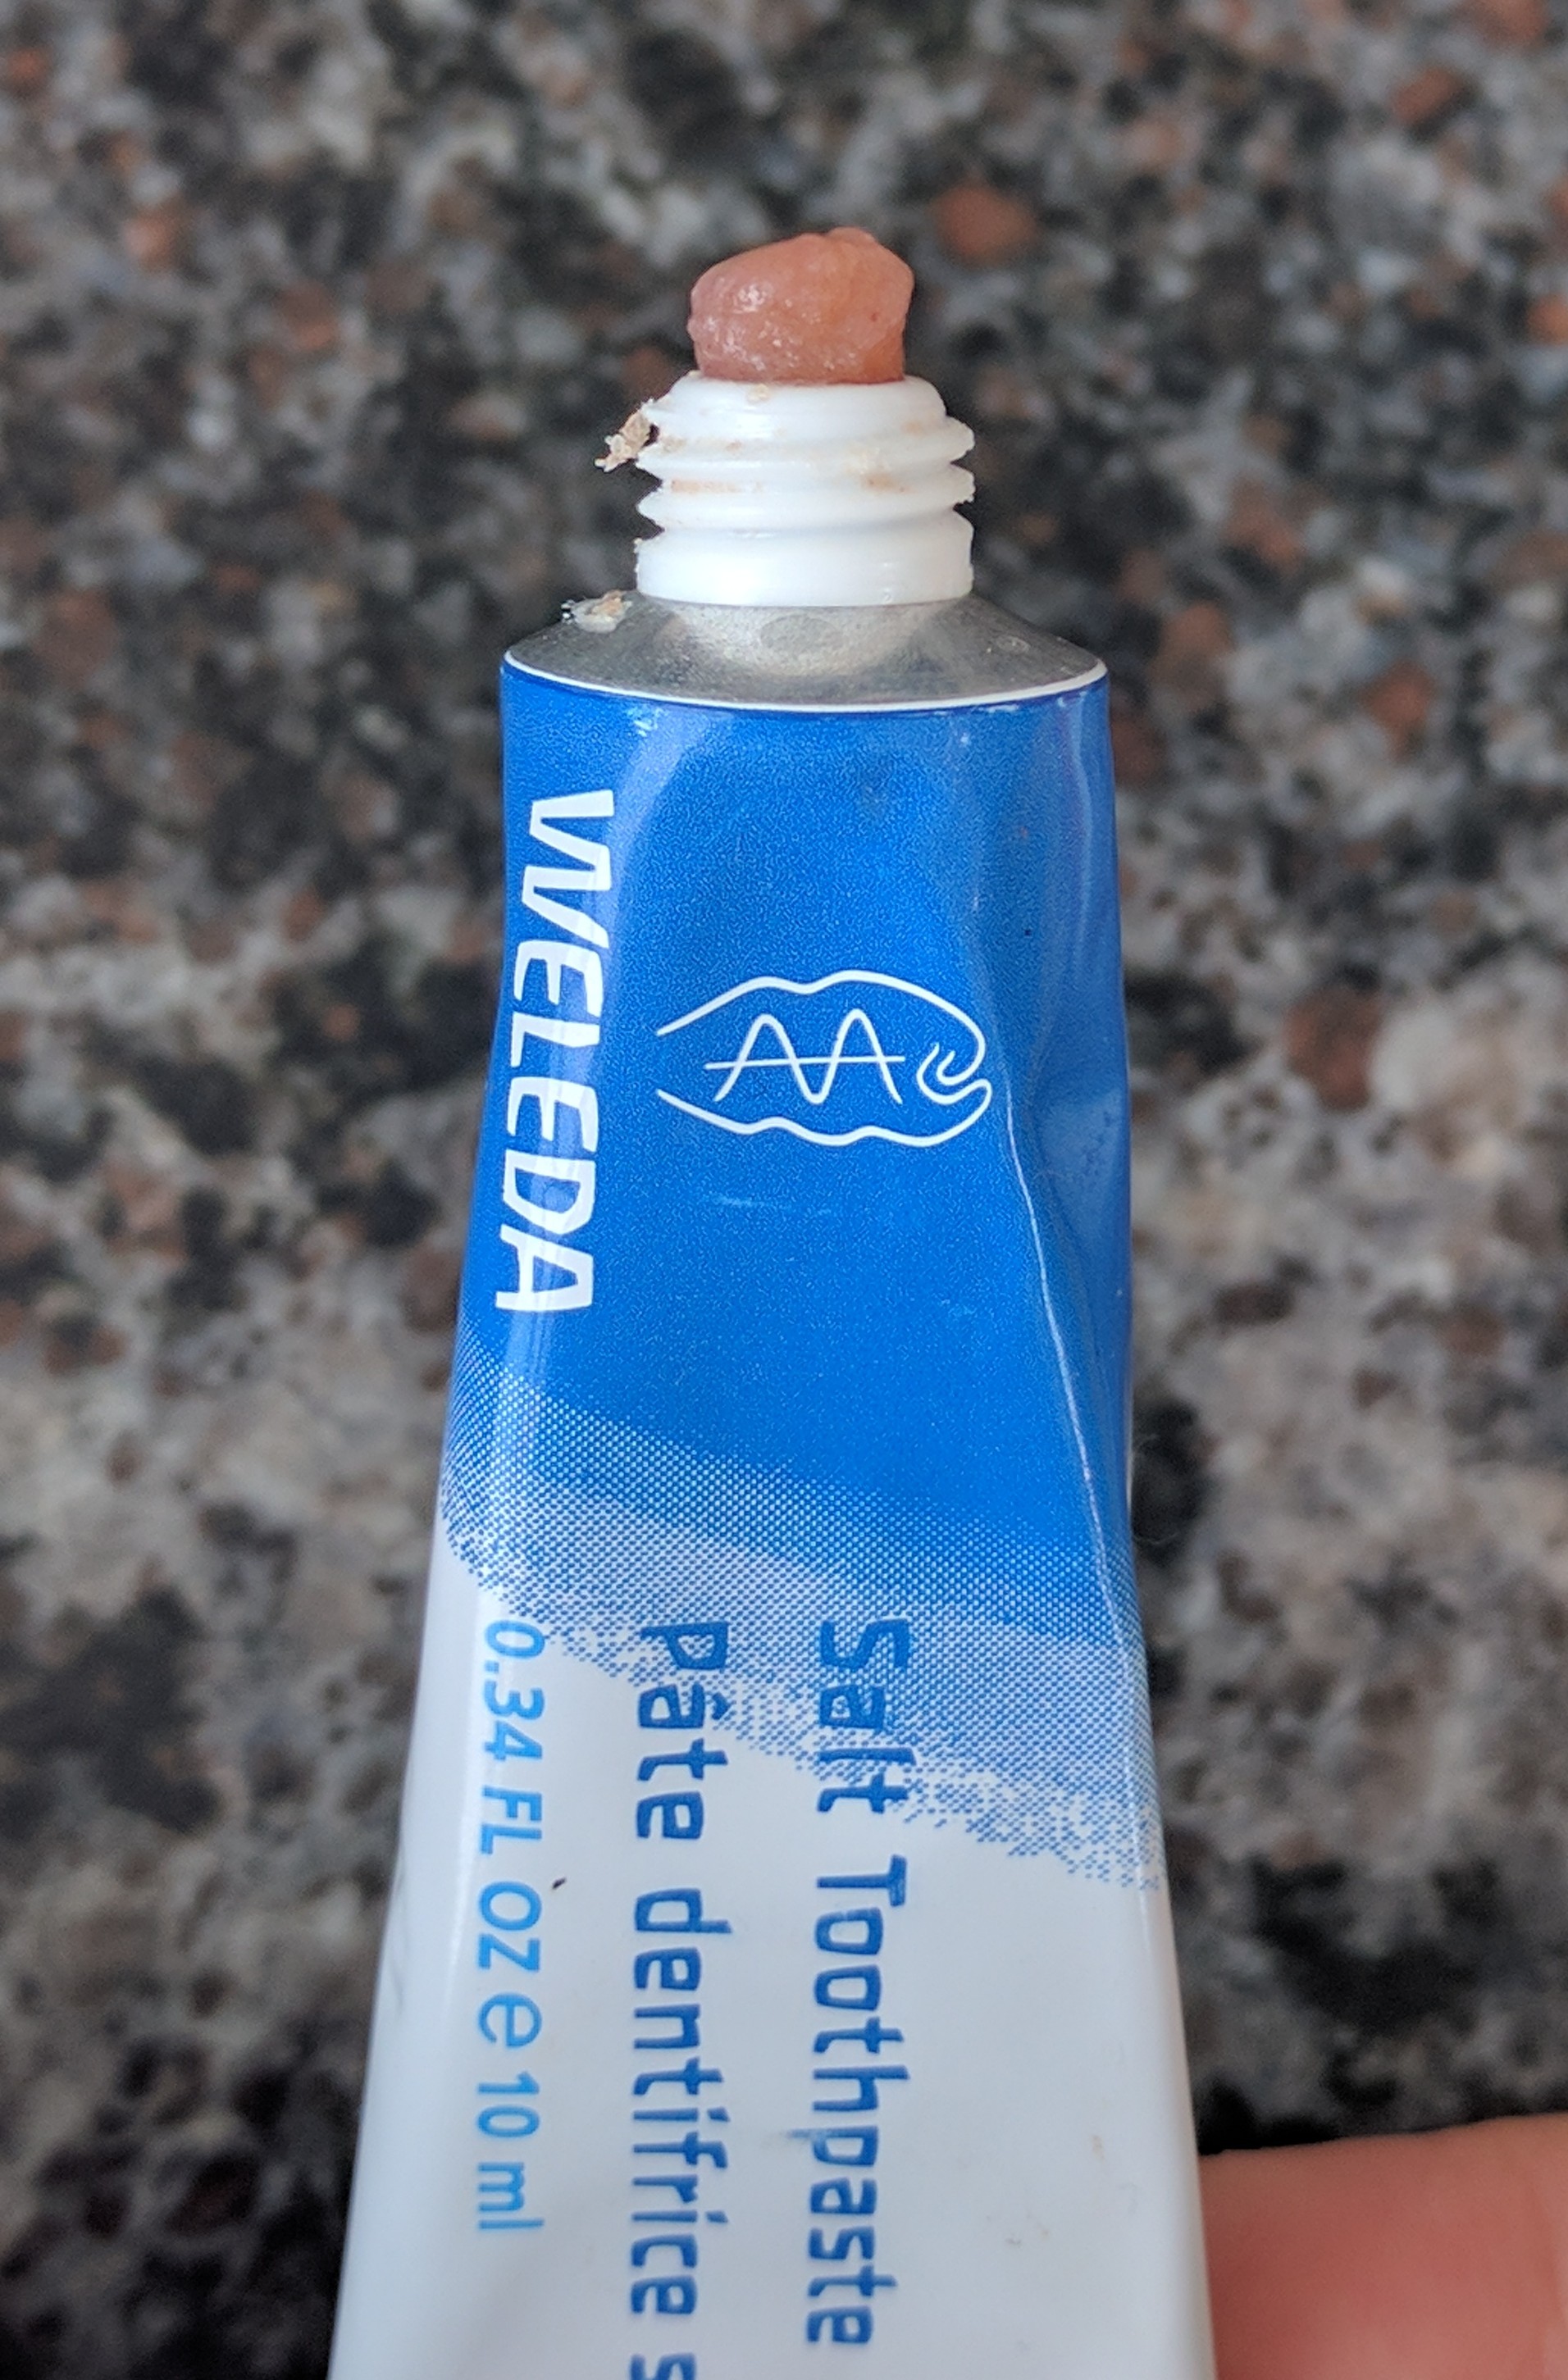 WELEDA
Salt Toothpaste
Pâte dentifrice s
0.34 FL OZ e 10 ml